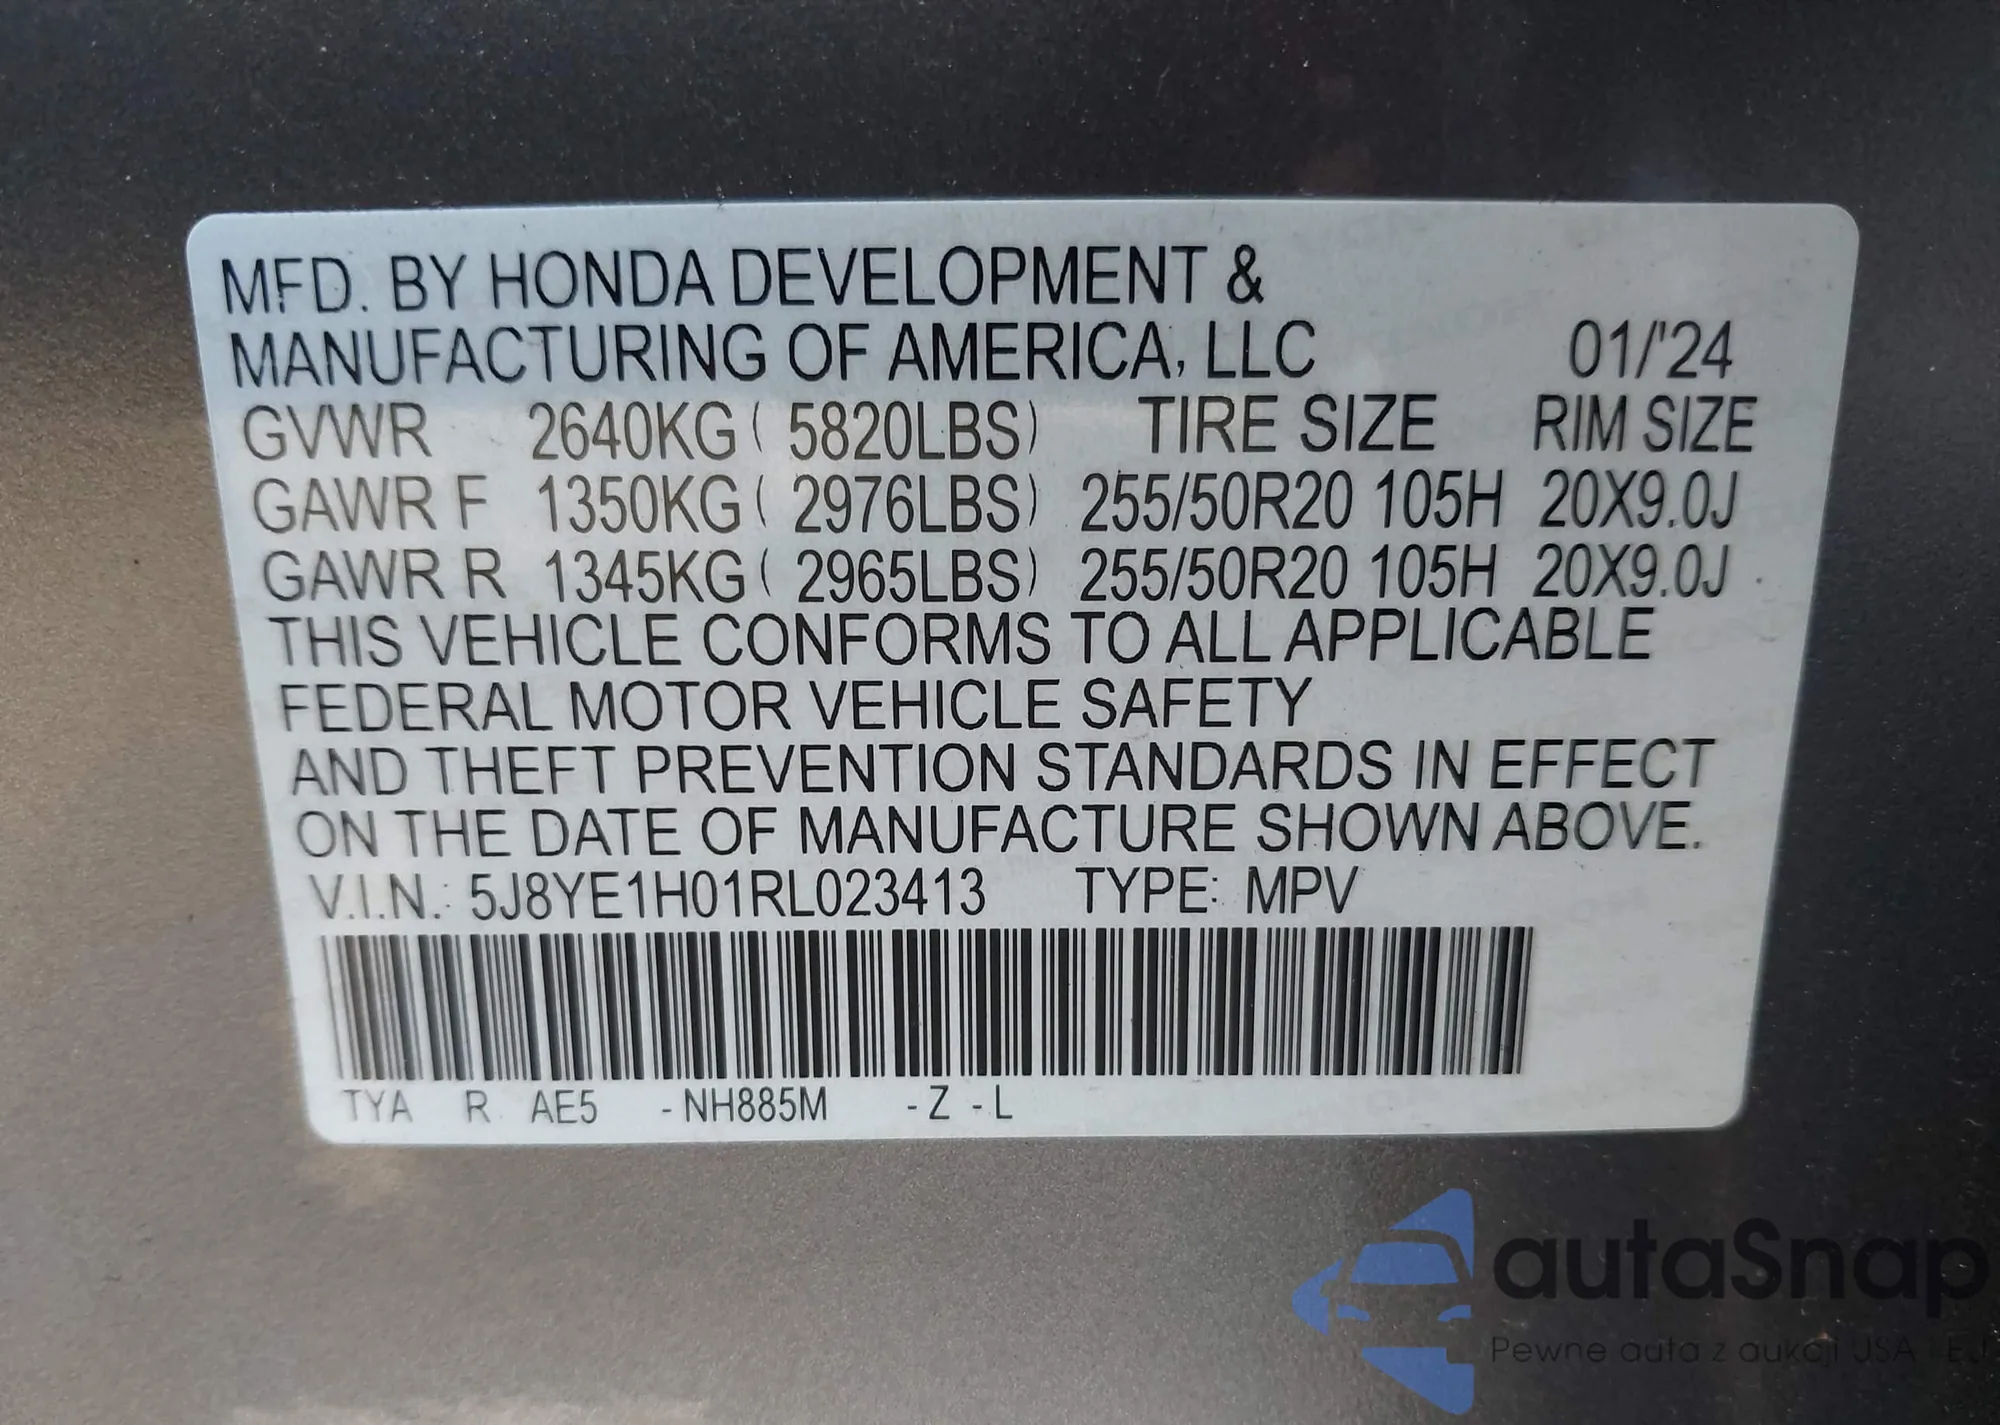 MFD. BY HONDA DEVELOPMENT &
MANUFACTURING OF AMERICA, LLC 01/'24
GVWR 2640KG ( 5820LBS) TIRE SIZE RIM SIZE
GAWR F 1350KG ( 2976LBS) 255/50R20 105H 20X9.0J
GAWR R 1345KG ( 2965LBS) 255/50R20 105H 20X9.0J
THIS VEHICLE CONFORMS TO ALL APPLICABLE
FEDERAL MOTOR VEHICLE SAFETY
AND THEFT PREVENTION STANDARDS IN EFFECT
ON THE DATE OF MANUFACTURE SHOWN ABOVE.
V.I.N.: 5J8YE1H01RL023413 TYPE: MPV
TYA R AE5 -NH885M -Z -L
autaSnap
Pewne auta z aukcji USA i EU